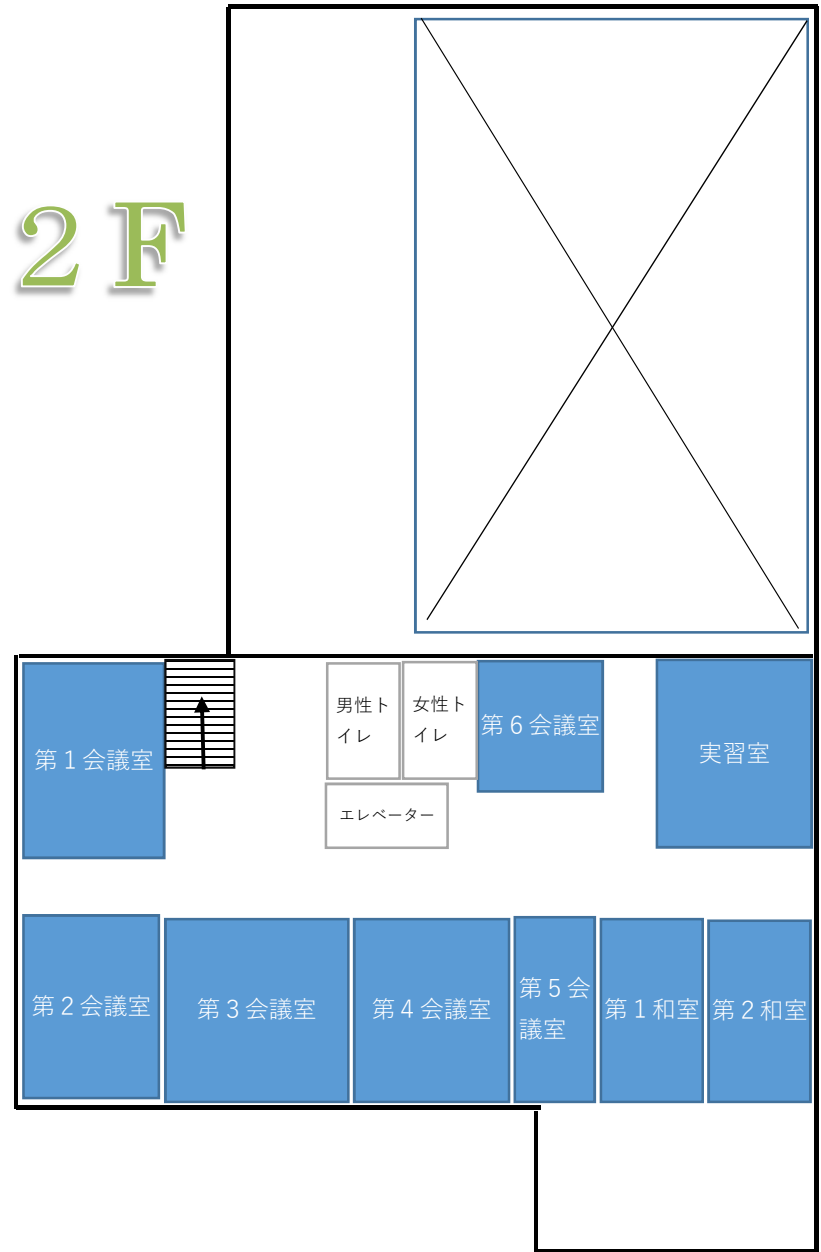 ２Ｆ
男性ト
イレ
女性ト
イレ
第６会議室
第１会議室
実習室
エレベーター
第２会議室
第３会議室
第４会議室
第５会
議室
第１和室
第２和室